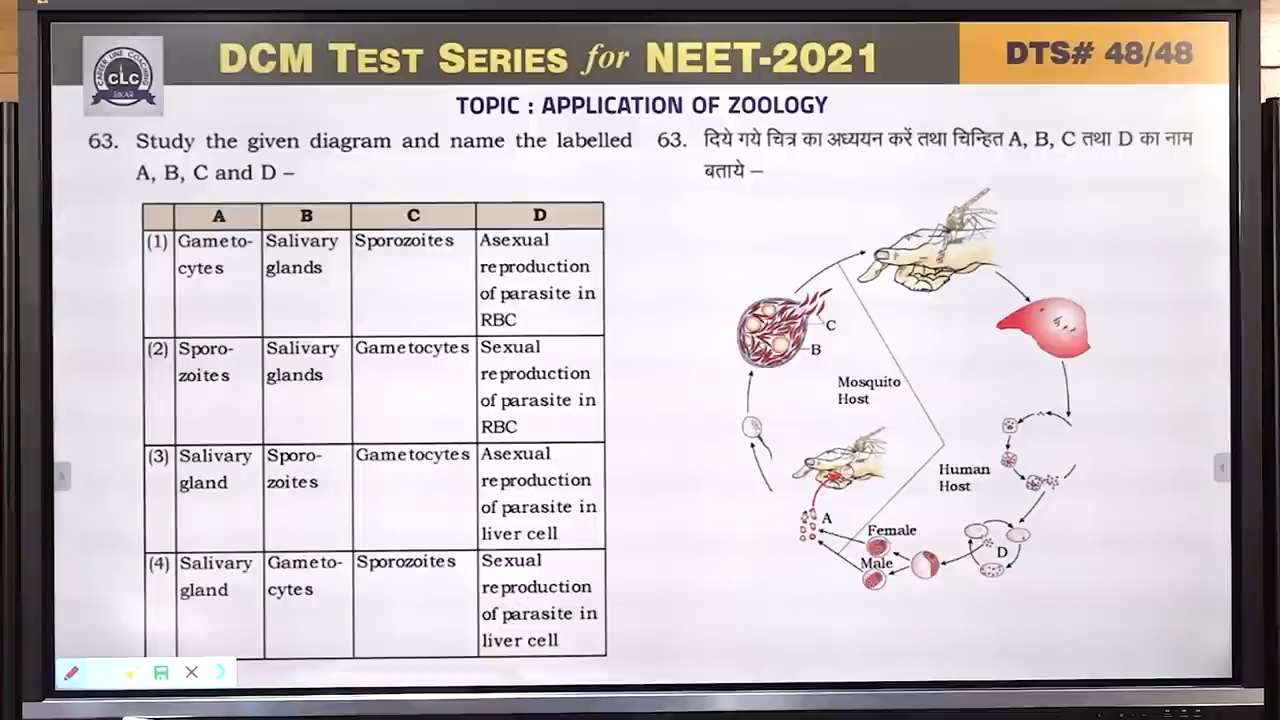 DCM TEST SERIES for NEET-2021
DTS# 48/48
CLC
SIKAR
TOPIC : APPLICATION OF ZOOLOGY
63. Study the given diagram and name the labelled
A, B, C and D –
A B C D
(1) Gameto-
cytes
Salivary
glands
Sporozoites
Asexual
reproduction
of parasite in
RBC
(2) Sporo-
zoites
Salivary
glands
Gametocytes
Sexual
reproduction
of parasite in
RBC
(3) Salivary
gland
Sporo-
zoites
Gametocytes
Asexual
reproduction
of parasite in
liver cell
(4) Salivary
gland
Gameto-
cytes
Sporozoites
Sexual
reproduction
of parasite in
liver cell
63. दिये गये चित्र का अध्ययन करें तथा चिन्हित A, B, C तथा D का नाम
बताये –
C
B
Mosquito
Host
Human
Host
A
Female
Male
D